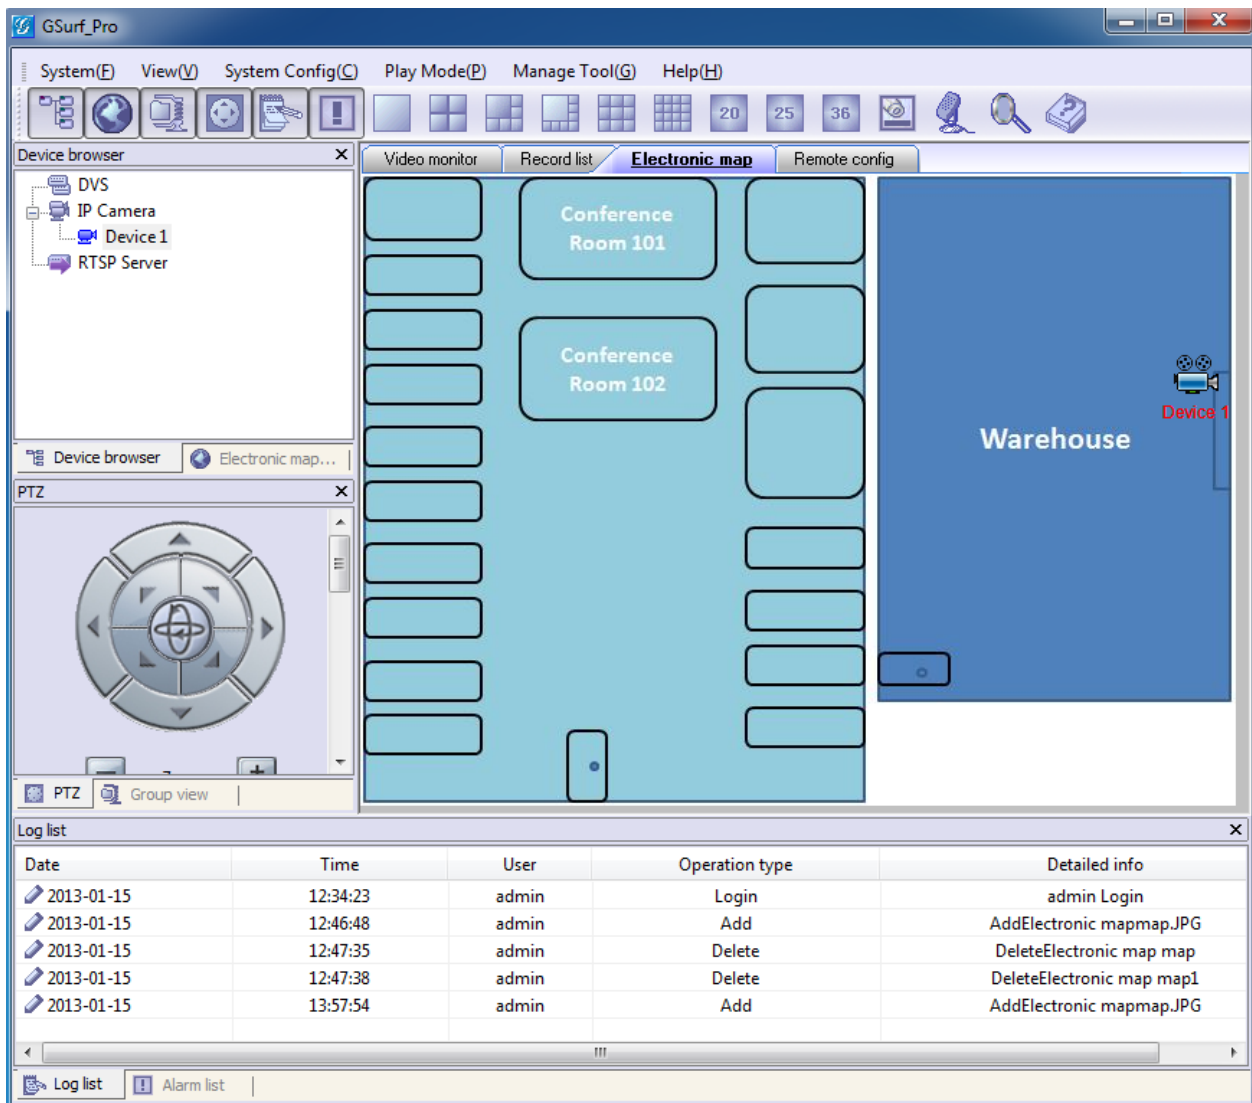 GSurf_Pro
System(F) View(V) System Config(C) Play Mode(P) Manage Tool(G) Help(H)
20 25 36
Device browser
DVS
IP Camera
Device 1
RTSP Server
Device browser Electronic map...
PTZ
PTZ Group view
Video monitor Record list Electronic map Remote config
Conference
Room 101
Conference
Room 102
Warehouse
Device 1
Log list
Date Time User Operation type Detailed info
2013-01-15 12:34:23 admin Login admin Login
2013-01-15 12:46:48 admin Add AddElectronic mapmap.JPG
2013-01-15 12:47:35 admin Delete DeleteElectronic map map
2013-01-15 12:47:38 admin Delete DeleteElectronic map map1
2013-01-15 13:57:54 admin Add AddElectronic mapmap.JPG
Log list Alarm list